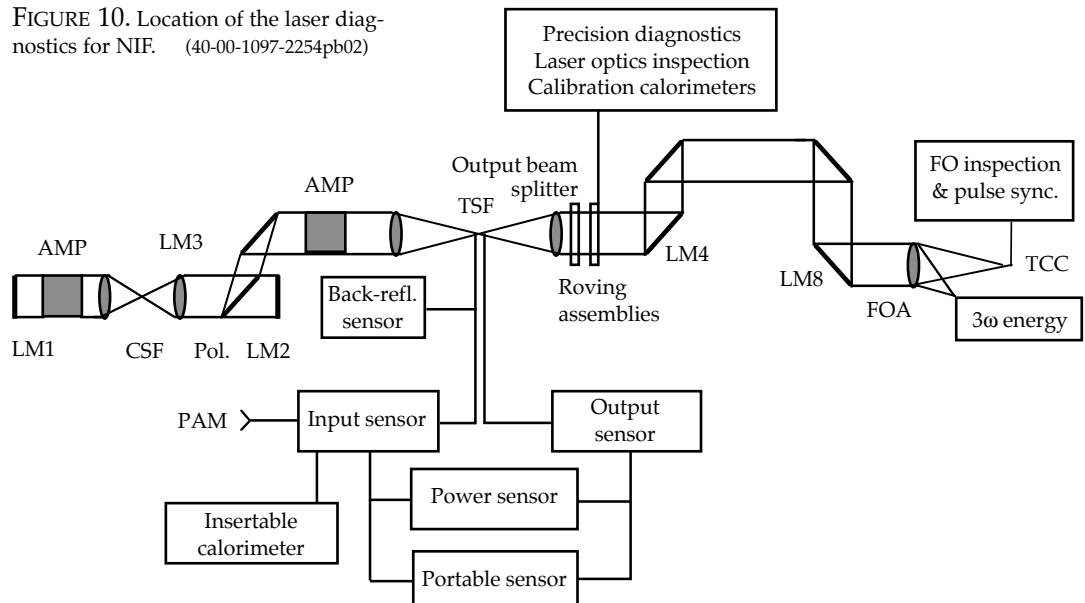 FIGURE 10. Location of the laser diag-
nostics for NIF. (40-00-1097-2254pb02)
Precision diagnostics
Laser optics inspection
Calibration calorimeters
Output beam
splitter
AMP
TSF
FO inspection
& pulse sync.
AMP
LM3
LM4
LM8
TCC
Back-refl.
sensor
Roving
assemblies
FOA
3ω energy
LM1
CSF
Pol.
LM2
PAM
Input sensor
Output
sensor
Power sensor
Insertable
calorimeter
Portable sensor